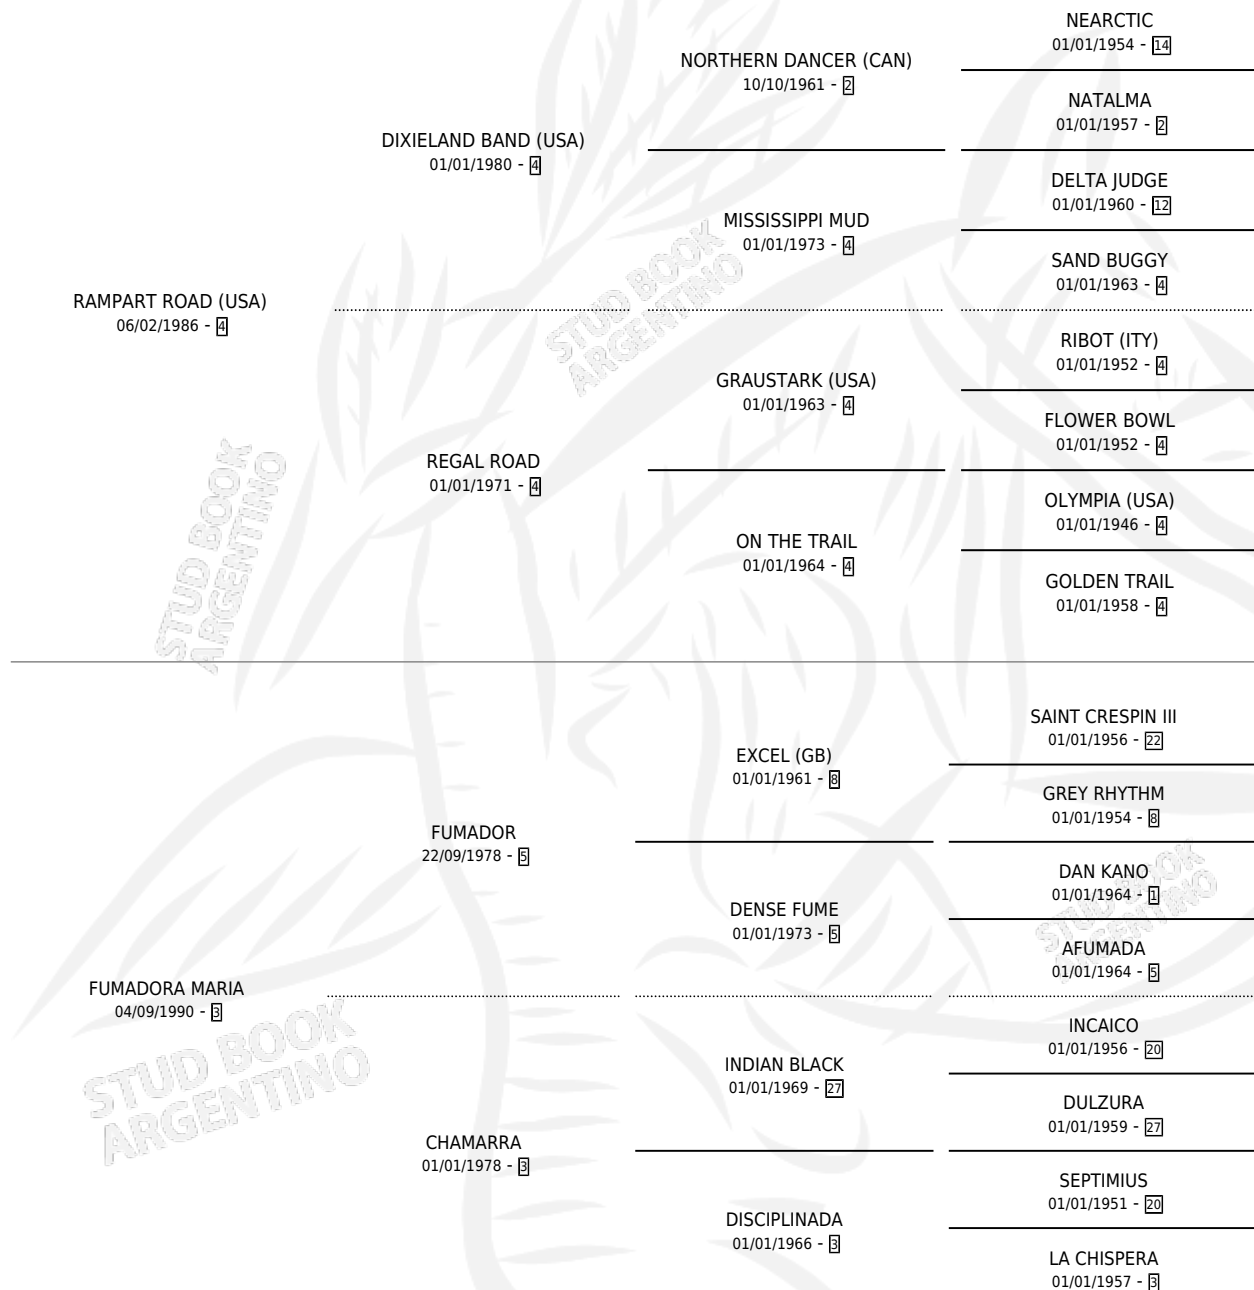 NEARCTIC
01/01/1954 - 14
NORTHERN DANCER (CAN)
10/10/1961 - 2
NATALMA
01/01/1957 - 2
DIXIELAND BAND (USA)
01/01/1980 - 4
DELTA JUDGE
01/01/1960 - 12
MISSISSIPPI MUD
01/01/1973 - 4
SAND BUGGY
01/01/1963 - 4
RAMPART ROAD (USA)
06/02/1986 - 4
STUD BOOK
ARGENTINO
RIBOT (ITY)
01/01/1952 - 4
GRAUSTARK (USA)
01/01/1963 - 4
FLOWER BOWL
01/01/1952 - 4
REGAL ROAD
01/01/1971 - 4
OLYMPIA (USA)
01/01/1946 - 4
ON THE TRAIL
01/01/1964 - 4
GOLDEN TRAIL
01/01/1958 - 4
STUD BOOK
ARGENTINO
SAINT CRESPIN III
01/01/1956 - 22
EXCEL (GB)
01/01/1961 - 8
GREY RHYTHM
01/01/1954 - 8
FUMADOR
22/09/1978 - 5
DAN KANO
01/01/1964 - 1
DENSE FUME
01/01/1973 - 5
AFUMADA
01/01/1964 - 5
STUD BOOK
ARGENTINO
FUMADORA MARIA
04/09/1990 - 3
STUD BOOK
ARGENTINO
INCAICO
01/01/1956 - 20
INDIAN BLACK
01/01/1969 - 27
DULZURA
01/01/1959 - 27
CHAMARRA
01/01/1978 - 3
SEPTIMIUS
01/01/1951 - 20
DISCIPLINADA
01/01/1966 - 3
LA CHISPERA
01/01/1957 - 3